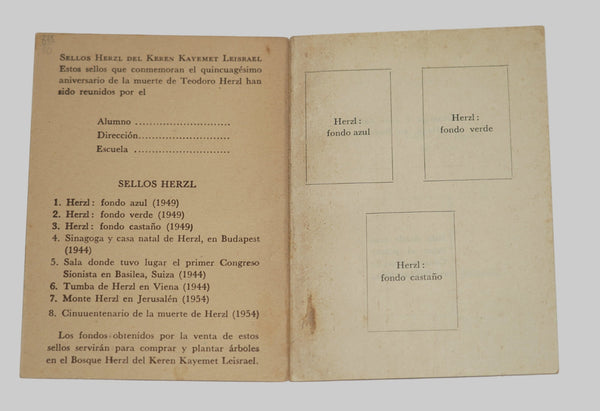 SELLOS HERZL DEL KEREN KAYEMET LEISRAEL
Estos sellos que conmemoran el quincuagésimo
aniversario de la muerte de Teodoro Herzl han
sido reunidos por el
Alumno ............................
Dirección...........................
Escuela ............................
SELLOS HERZL
1. Herzl: fondo azul (1949)
2. Herzl: fondo verde (1949)
3. Herzl: fondo castaño (1949)
4. Sinagoga y casa natal de Herzl, en Budapest
(1944)
5. Sala donde tuvo lugar el primer Congreso
Sionista en Basilea, Suiza (1944)
6. Tumba de Herzl en Viena (1944)
7. Monte Herzl en Jerusalén (1954)
8. Cinuuentenario de la muerte de Herzl (1954)
Los fondos obtenidos por la venta de estos
sellos servirán para comprar y plantar árboles
en el Bosque Herzl del Keren Kayemet Leisrael.
Herzl:
fondo azul
Herzl:
fondo verde
Herzl:
fondo castaño